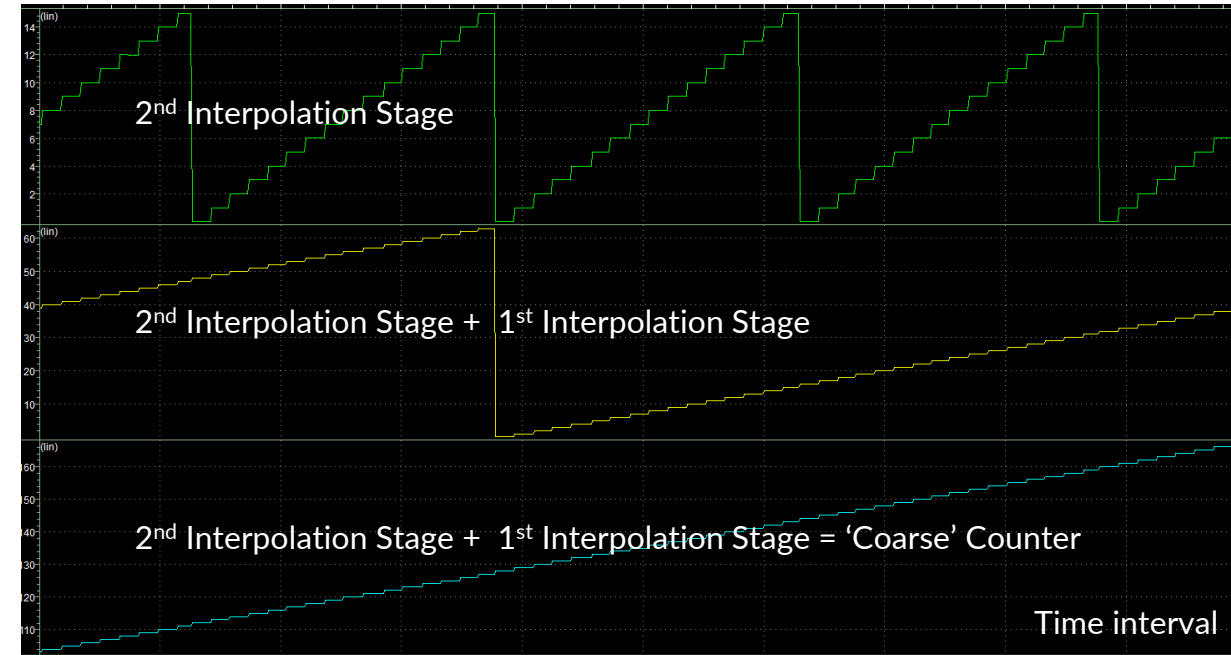 (lin)
14
12
10
8
6
4
2
2nd Interpolation Stage
(lin)
60
50
40
30
20
10
2nd Interpolation Stage + 1st Interpolation Stage
(lin)
160
150
140
130
120
110
2nd Interpolation Stage + 1st Interpolation Stage = ‘Coarse’ Counter
Time interval